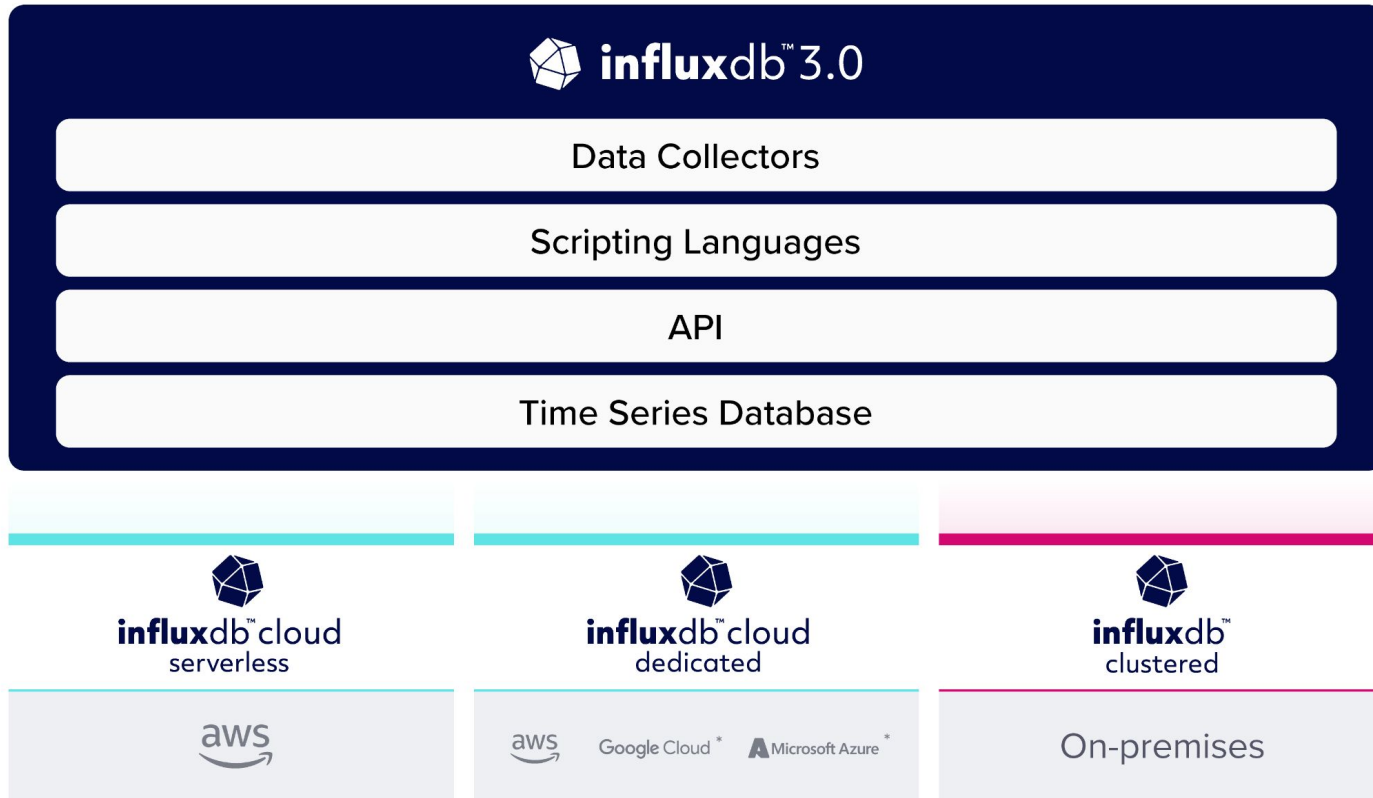 influxdb™ 3.0
Data Collectors
Scripting Languages
API
Time Series Database
influxdb™ cloud
serverless
influxdb™ cloud
dedicated
influxdb™
clustered
aws
aws Google Cloud * Microsoft Azure *
On-premises